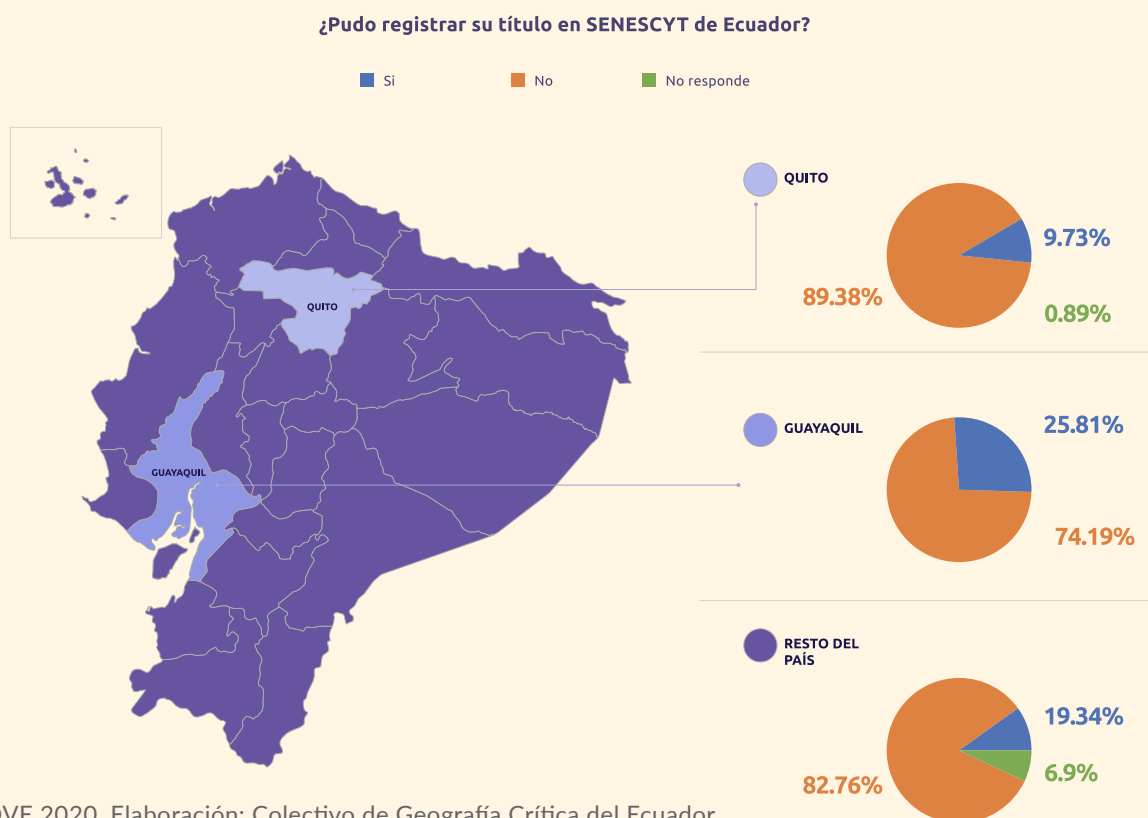 ¿Pudo registrar su título en SENESCYT de Ecuador?
Si
No
No responde
QUITO
QUITO
9.73%
89.38%
0.89%
GUAYAQUIL
GUAYAQUIL
25.81%
74.19%
RESTO DEL
PAÍS
19.34%
6.9%
82.76%
2020. Elaboración: Colectivo de Geografía Crítica del Ecuador